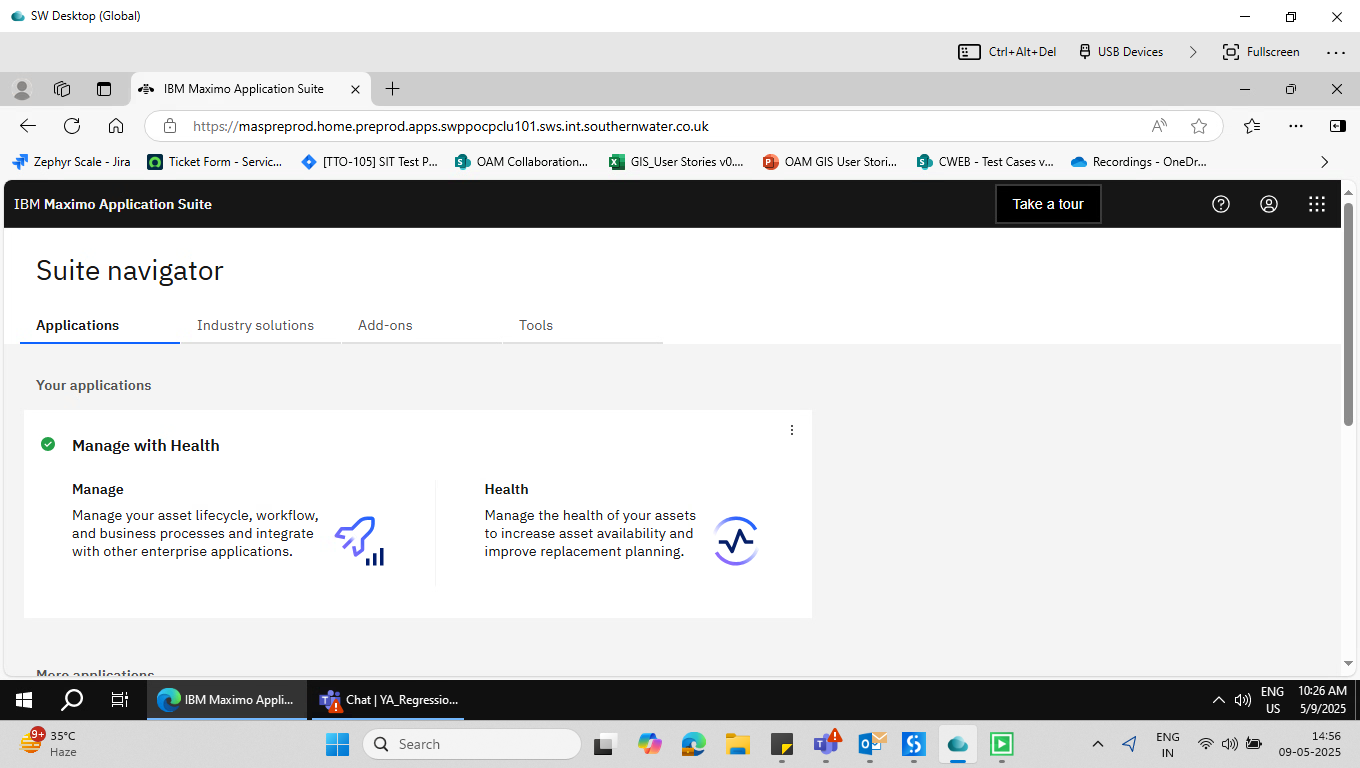 SW Desktop (Global)
Ctrl+Alt+Del
USB Devices
Fullscreen
IBM Maximo Application Suite
https://maspreprod.home.preprod.apps.swppocpclu101.sws.int.southernwater.co.uk
Zephyr Scale - Jira
Ticket Form - Servic...
[TTO-105] SIT Test P...
OAM Collaboration...
GIS_User Stories v0....
OAM GIS User Stori...
CWEB - Test Cases v...
Recordings - OneDr...
IBM Maximo Application Suite
Take a tour
Suite navigator
Applications
Industry solutions
Add-ons
Tools
Your applications
Manage with Health
Manage
Manage your asset lifecycle, workflow,
and business processes and integrate
with other enterprise applications.
Health
Manage the health of your assets
to increase asset availability and
improve replacement planning.
More applications
IBM Maximo Appli...
Chat | YA_Regressio...
ENG
US
10:26 AM
5/9/2025
9+
35°C
Haze
Search
ENG
IN
14:56
09-05-2025